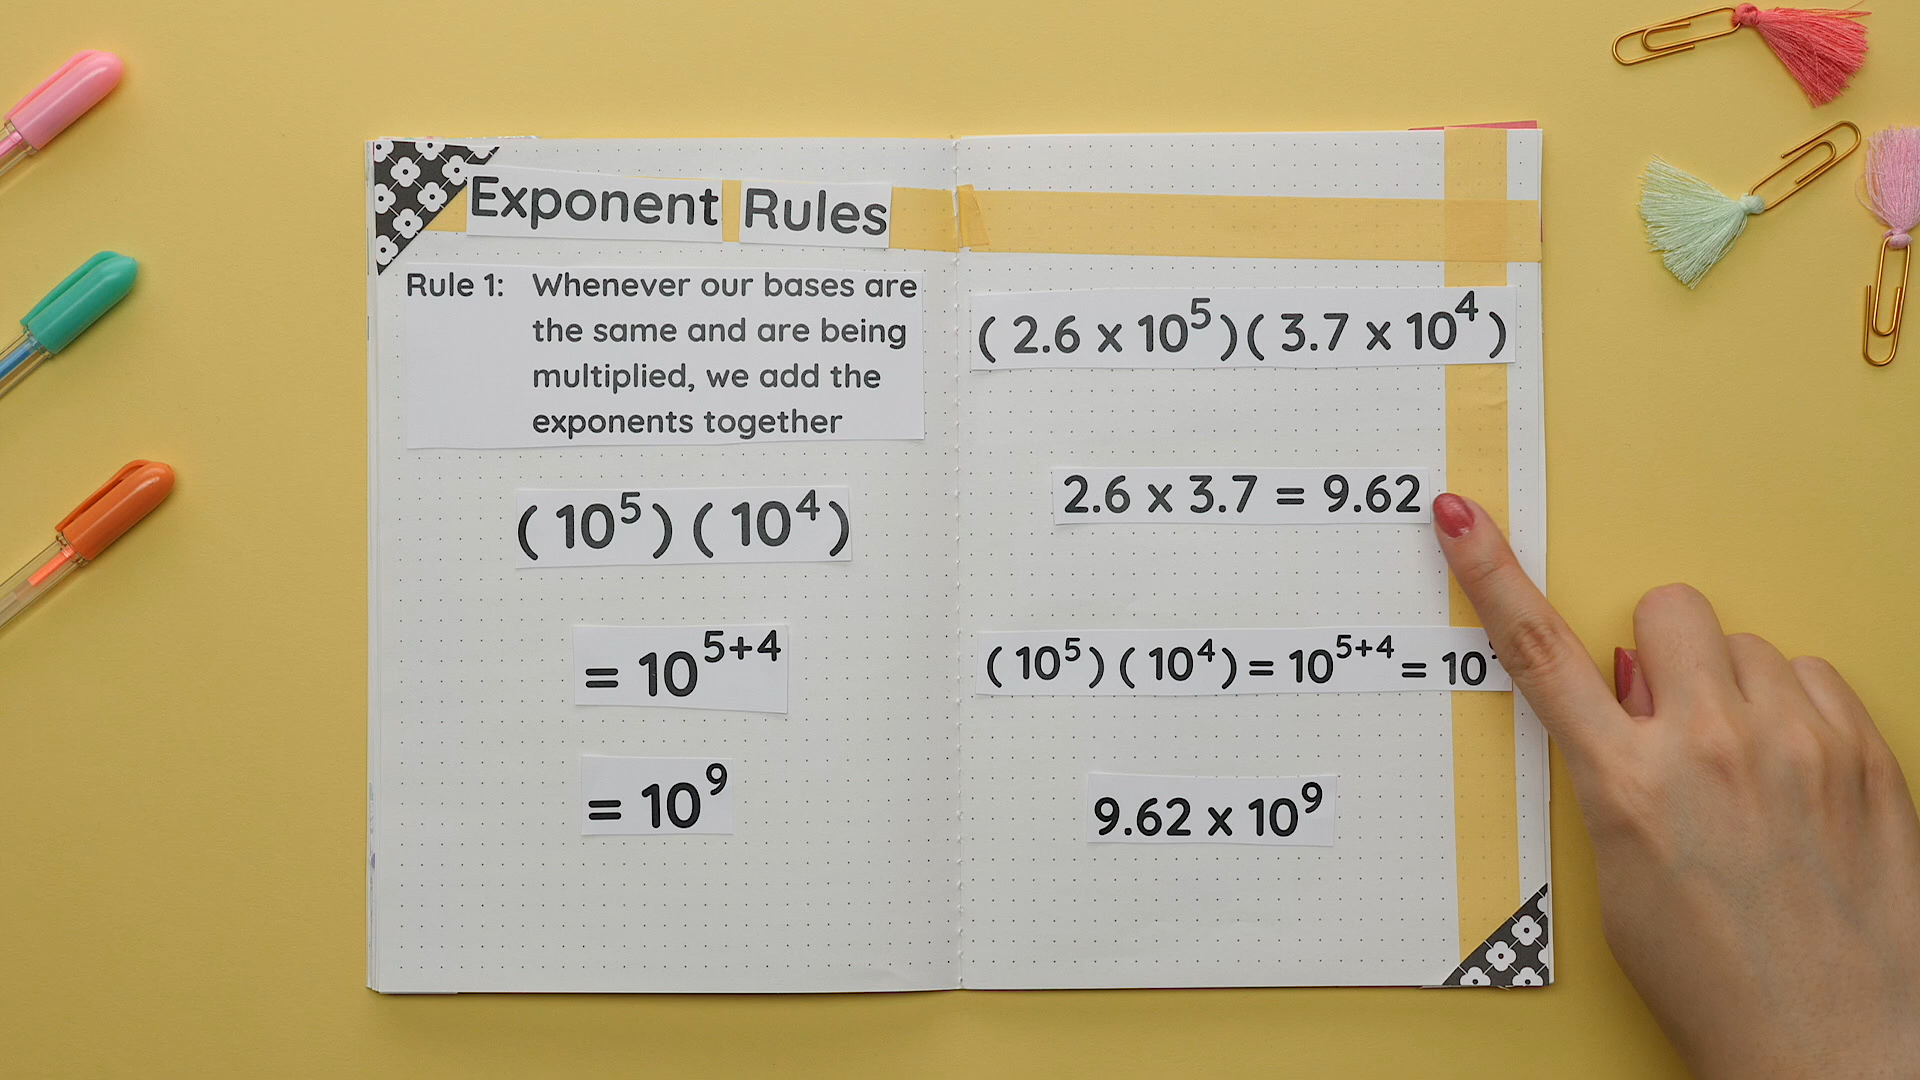 Exponent Rules
Rule 1: Whenever our bases are
the same and are being
multiplied, we add the
exponents together
( 10⁵ ) ( 10⁴ )
= 10⁵⁺⁴
= 10⁹
( 2.6 x 10⁵ ) ( 3.7 x 10⁴ )
2.6 x 3.7 = 9.62
( 10⁵ ) ( 10⁴ ) = 10⁵⁺⁴ = 10⁹
9.62 x 10⁹